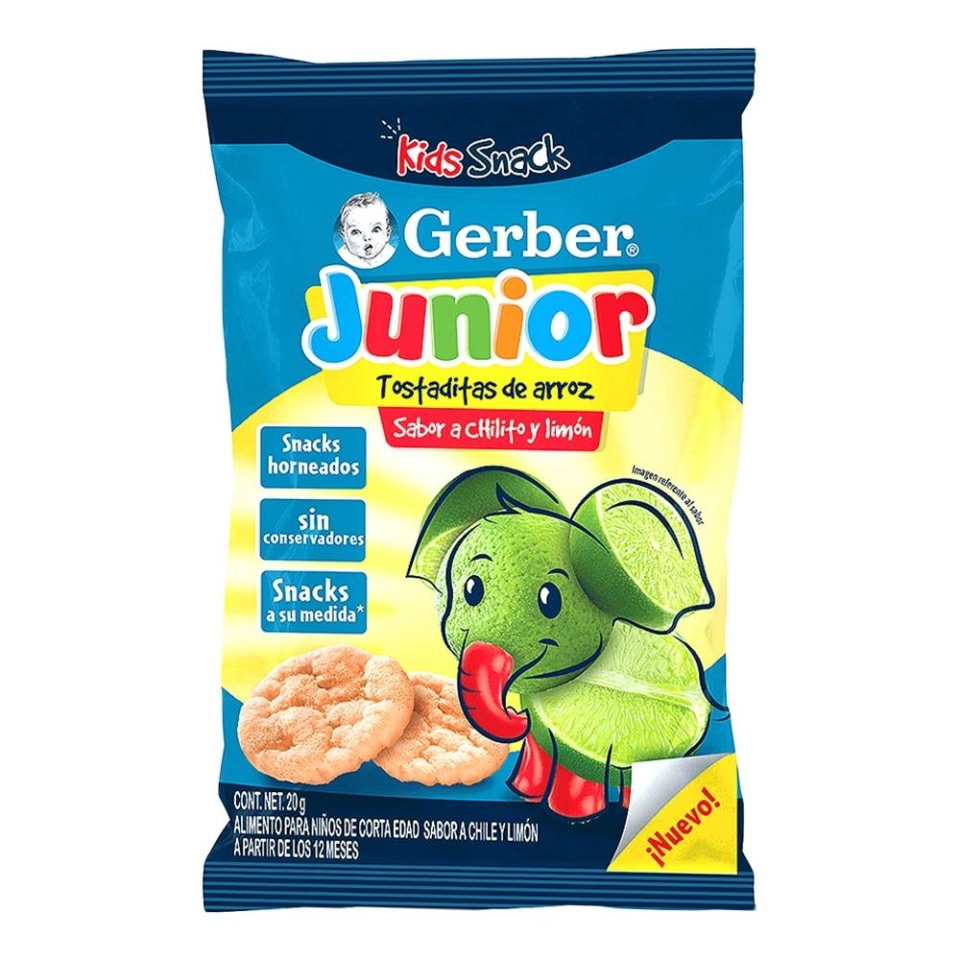 Kids Snack
Gerber®
Junior
Tostaditas de arroz
Sabor a CHilito y limón
Snacks
horneados
sin
conservadores
Snacks
a su medida*
Imagen referente al sabor
CONT. NET. 20 g
ALIMENTO PARA NIÑOS DE CORTA EDAD SABOR A CHILE Y LIMÓN
A PARTIR DE LOS 12 MESES
¡Nuevo!